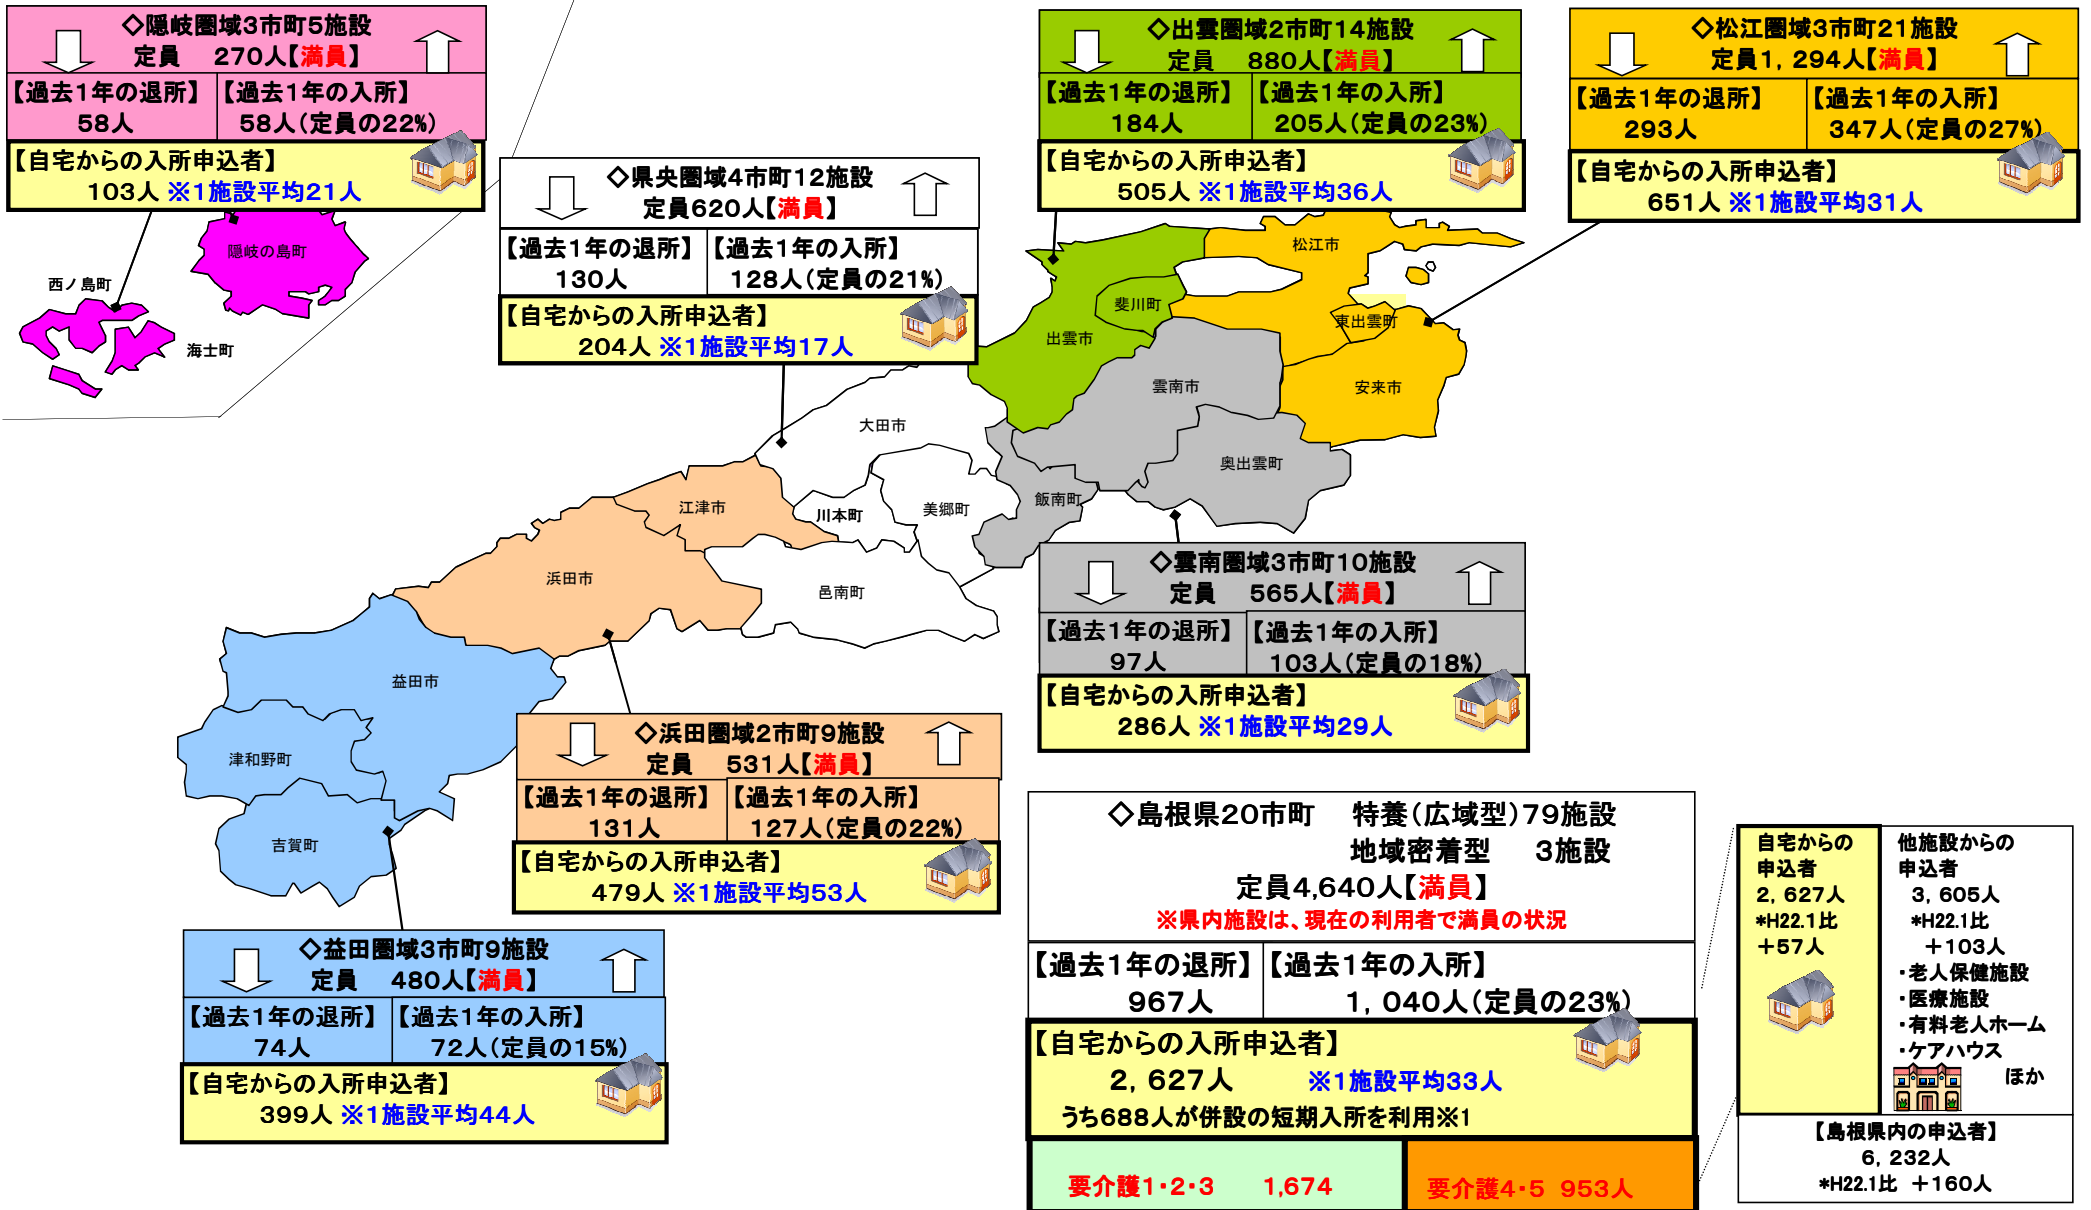 ◇隠岐圏域3市町5施設
定員　270人【満員】
【過去1年の退所】
58人
【過去1年の入所】
58人(定員の22%)
【自宅からの入所申込者】
103人 ※1施設平均21人
◇県央圏域4市町12施設
定員620人【満員】
【過去1年の退所】
130人
【過去1年の入所】
128人(定員の21%)
【自宅からの入所申込者】
204人 ※1施設平均17人
◇出雲圏域2市町14施設
定員　880人【満員】
【過去1年の退所】
184人
【過去1年の入所】
205人(定員の23%)
【自宅からの入所申込者】
505人 ※1施設平均36人
◇松江圏域3市町21施設
定員1, 294人【満員】
【過去1年の退所】
293人
【過去1年の入所】
347人(定員の27%)
【自宅からの入所申込者】
651人 ※1施設平均31人
隠岐の島町
西ノ島町
海士町
松江市
斐川町
東出雲町
出雲市
雲南市
安来市
大田市
奥出雲町
飯南町
江津市
川本町
美郷町
浜田市
邑南町
益田市
津和野町
吉賀町
◇雲南圏域3市町10施設
定員　565人【満員】
【過去1年の退所】
97人
【過去1年の入所】
103人(定員の18%)
【自宅からの入所申込者】
286人 ※1施設平均29人
◇浜田圏域2市町9施設
定員　531人【満員】
【過去1年の退所】
131人
【過去1年の入所】
127人(定員の22%)
【自宅からの入所申込者】
479人 ※1施設平均53人
◇益田圏域3市町9施設
定員　480人【満員】
【過去1年の退所】
74人
【過去1年の入所】
72人(定員の15%)
【自宅からの入所申込者】
399人 ※1施設平均44人
◇島根県20市町　特養(広域型)79施設
地域密着型　3施設
定員4,640人【満員】
※県内施設は、現在の利用者で満員の状況
【過去1年の退所】
967人
【過去1年の入所】
1, 040人(定員の23%)
【自宅からの入所申込者】
2, 627人　※1施設平均33人
うち688人が併設の短期入所を利用※1
要介護1・2・3　1,674
要介護4・5 953人
自宅からの
申込者
2, 627人
*H22.1比
+57人
他施設からの
申込者
3, 605人
*H22.1比
+103人
・老人保健施設
・医療施設
・有料老人ホーム
・ケアハウス
ほか
【島根県内の申込者】
6, 232人
*H22.1比 +160人